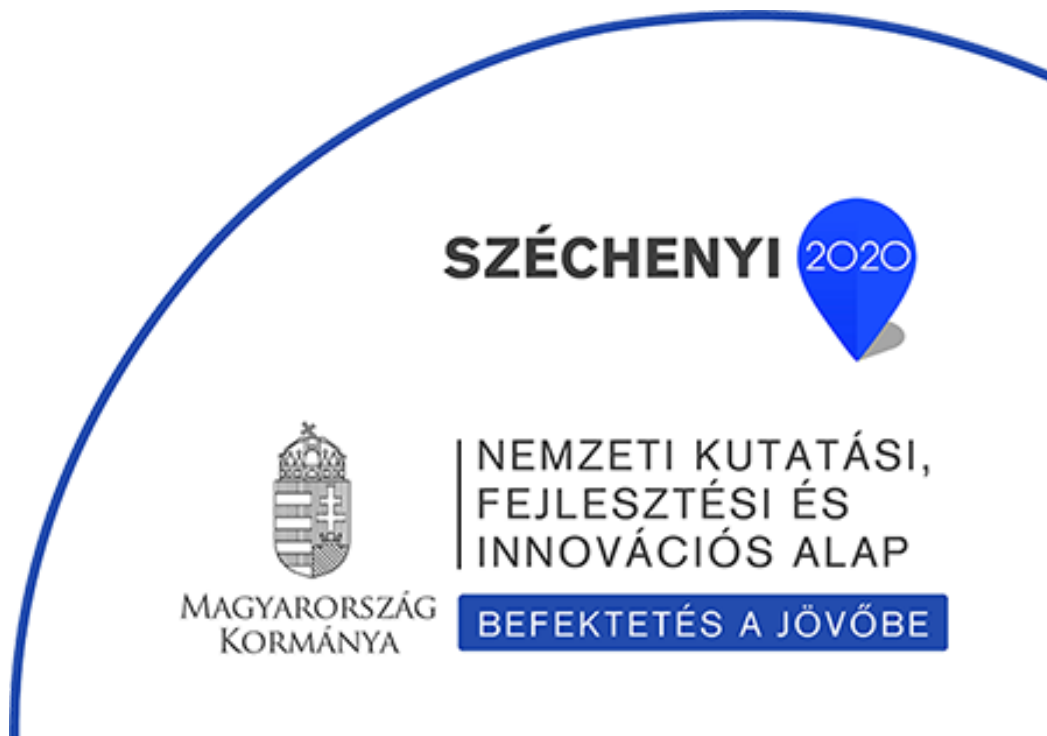 SZÉCHENYI 2020
NEMZETI KUTATÁSI,
FEJLESZTÉSI ÉS
INNOVÁCIÓS ALAP
MAGYARORSZÁG
KORMÁNYA
BEFEKTETÉS A JÖVŐBE